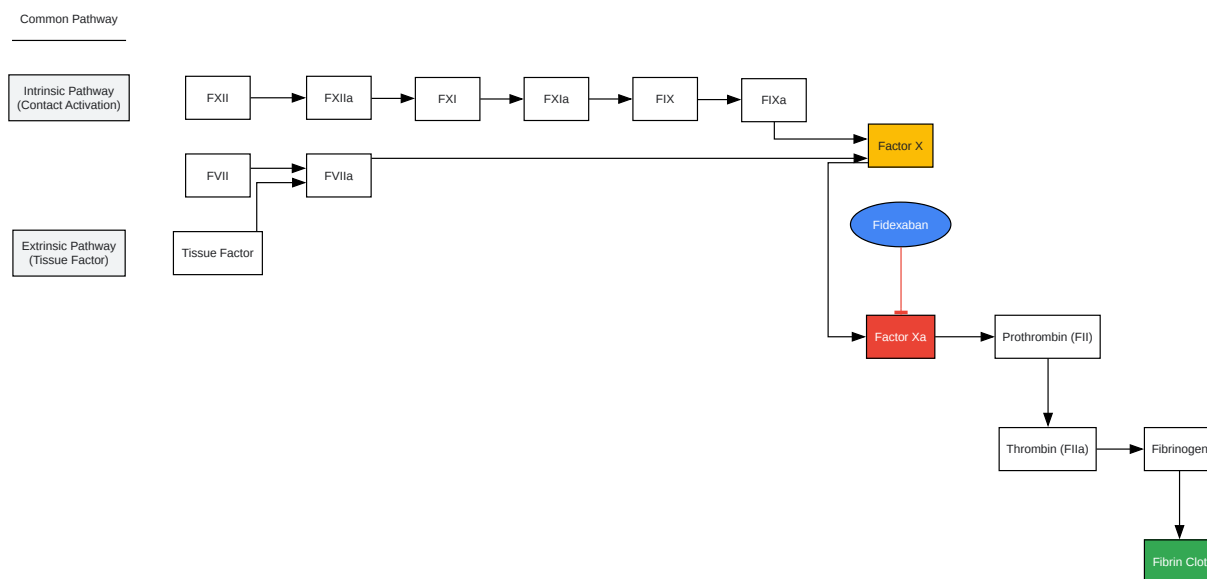 Common Pathway
Intrinsic Pathway
(Contact Activation)
FXII
FXIIa
FXI
FXIa
FIX
FIXa
Factor X
FVII
FVIIa
Fidexaban
Extrinsic Pathway
(Tissue Factor)
Tissue Factor
Factor Xa
Prothrombin (FII)
Thrombin (FIIa)
Fibrinogen
Fibrin Clot